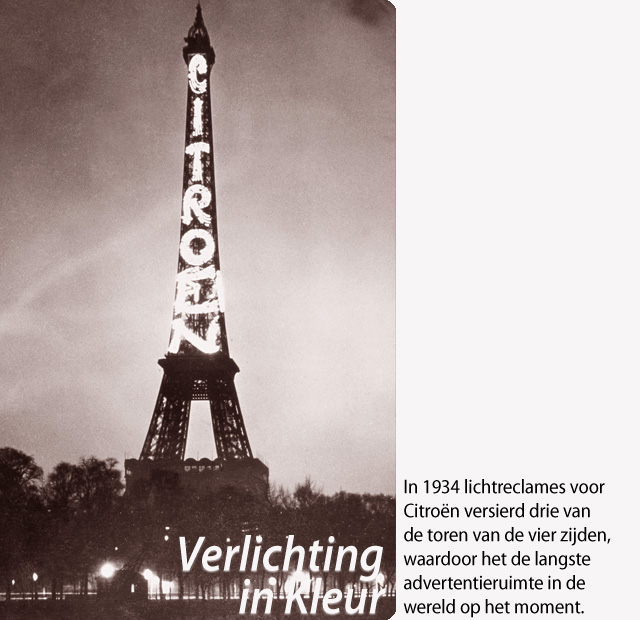 CITROEN
Verlichting
in Kleur
In 1934 lichtreclames voor
Citroën versierd drie van
de toren van de vier zijden,
waardoor het de langste
advertentieruimte in de
wereld op het moment.